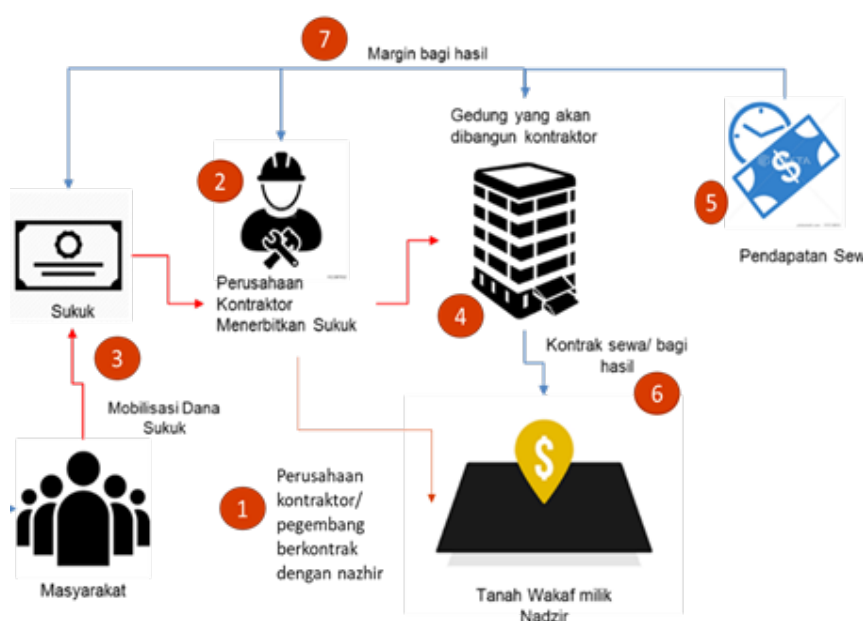 7
Margin bagi hasil
Gedung yang akan
dibangun kontraktor
2
5
Pendapatan Sew
Perusahaan
Kontraktor
Menerbitkan Sukuk
Sukuk
4
3
Kontrak sewa/ bagi
hasil
6
Mobilisasi Dana
Sukuk
1
Perusahaan
kontraktor/
pegembang
berkontrak
dengan nazhir
$
Masyarakat
Tanah Wakaf milik
Nadzir